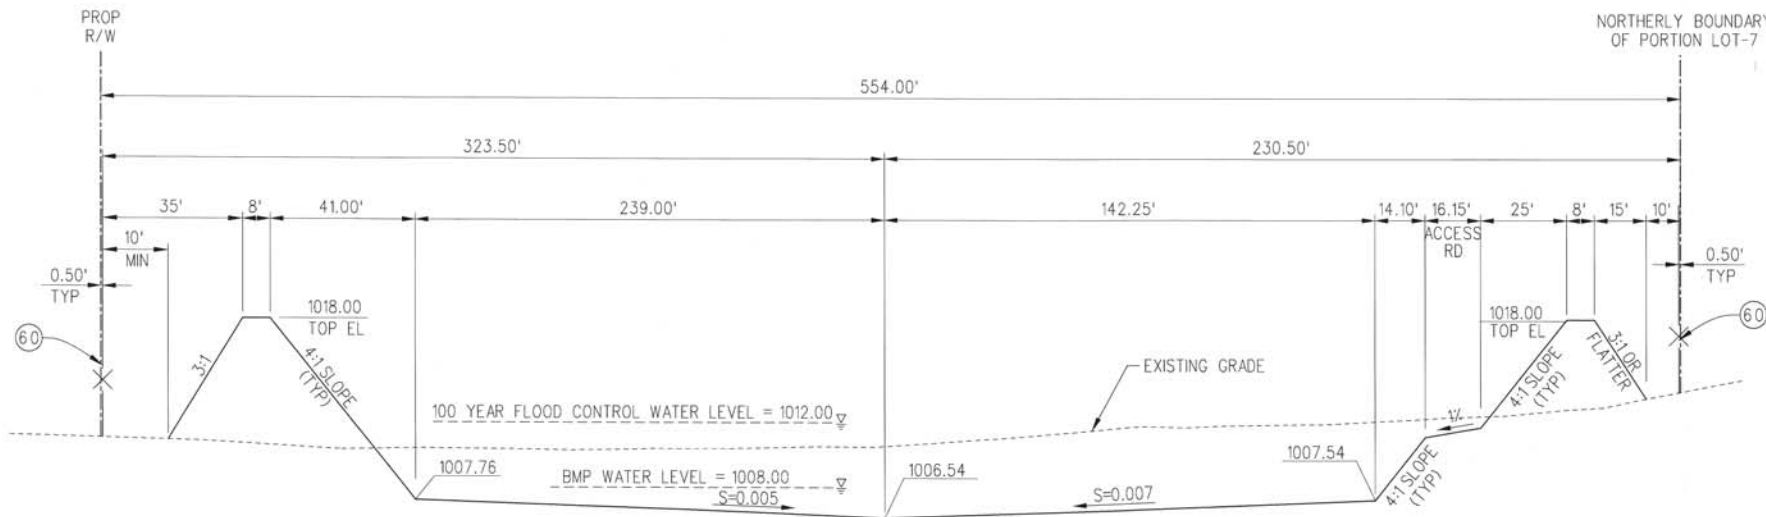 PROP
R/W
NORTHERLY BOUNDARY
OF PORTION LOT-7
554.00'
323.50'
230.50'
35'
8'
41.00'
239.00'
142.25'
14.10'
16.15'
ACCESS
RD
25'
8'
15'
10'
10'
MIN
0.50'
TYP
0.50'
TYP
60
60
1018.00
TOP EL
1018.00
TOP EL
3:1
4:1 SLOPE
(TYP)
3:1 OR
FLATTER
4:1 SLOPE
(TYP)
EXISTING GRADE
100 YEAR FLOOD CONTROL WATER LEVEL = 1012.00
1%
1007.76
BMP WATER LEVEL = 1008.00
1006.54
1007.54
4:1 SLOPE
(TYP)
S=0.005
S=0.007